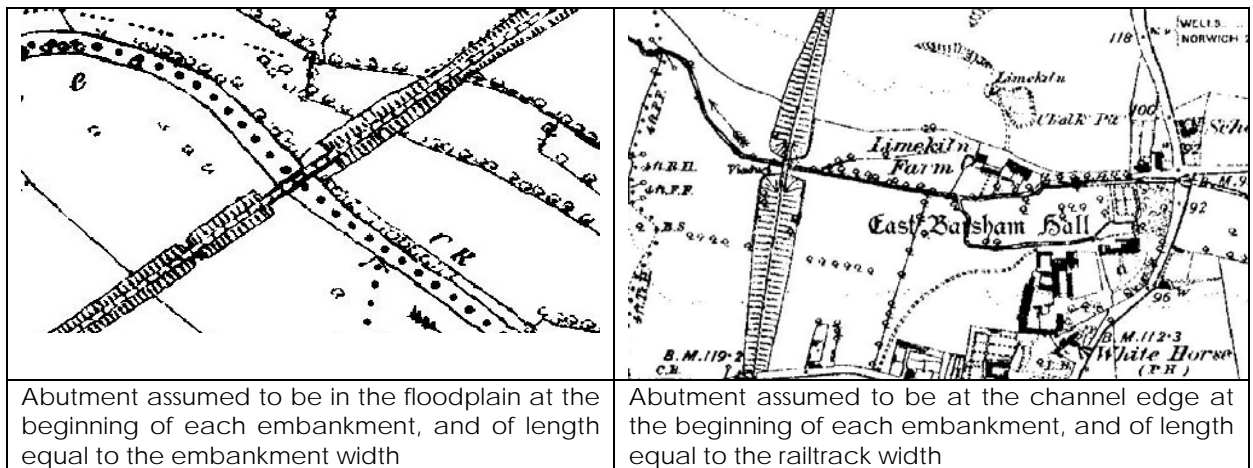 e
r K
WELLS
NORWICH
118
Limekiln
100
Chalk Pit
Limekiln
Farm
B.M.9
92
East Barsham Hall
B.S.
96
B.M.119·2
B.M.112·3
White Horse
(P.H)
Abutment assumed to be in the floodplain at the
beginning of each embankment, and of length
equal to the embankment width
Abutment assumed to be at the channel edge at
the beginning of each embankment, and of length
equal to the railtrack width